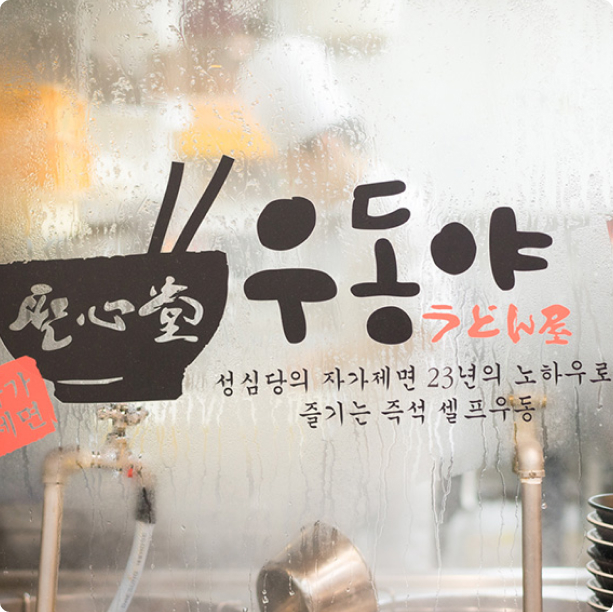 聖心堂
우동야
うどん屋
성심당의 자가제면 23년의 노하우로
즐기는 즉석 셀프우동
가
제면